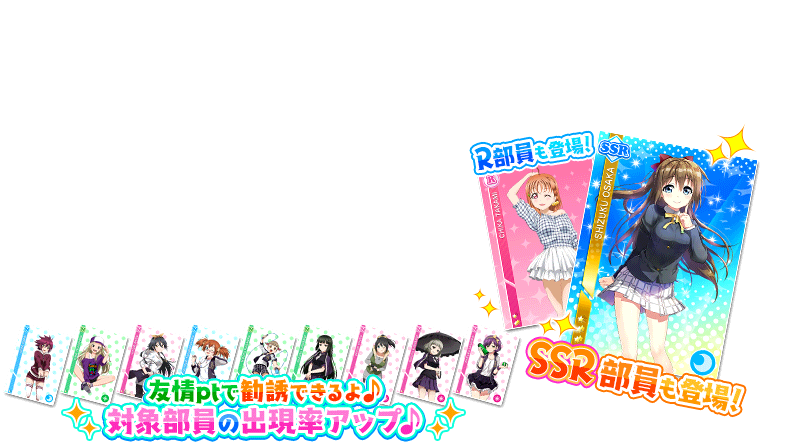 R部員も登場!
SSR
R
SHIZUKU OSAKA
CHIKA TAKAMI
SSR部員も登場!
友情ptで勧誘できるよ♪
対象部員の出現率アップ♪